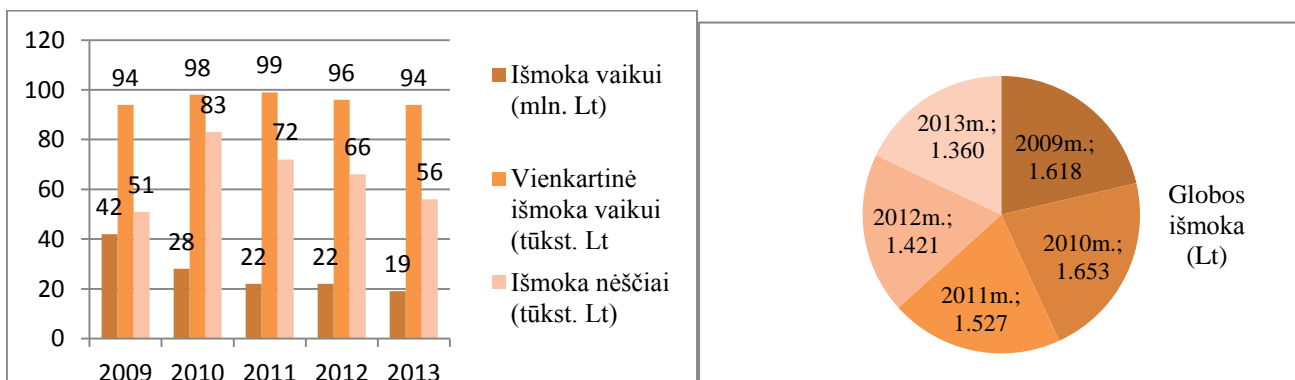 120
100
80
60
40
20
0
94
98
99
96
94
83
72
66
56
51
42
28
22
22
19
2009
2010
2011
2012
2013
Išmoka vaikui
(mln. Lt)
Vienkartinė
išmoka vaikui
(tūkst. Lt
Išmoka nėščiai
(tūkst. Lt)
2013m.;
1.360
2009m.;
1.618
2012m.;
1.421
2010m.;
1.653
2011m.;
1.527
Globos
išmoka
(Lt)